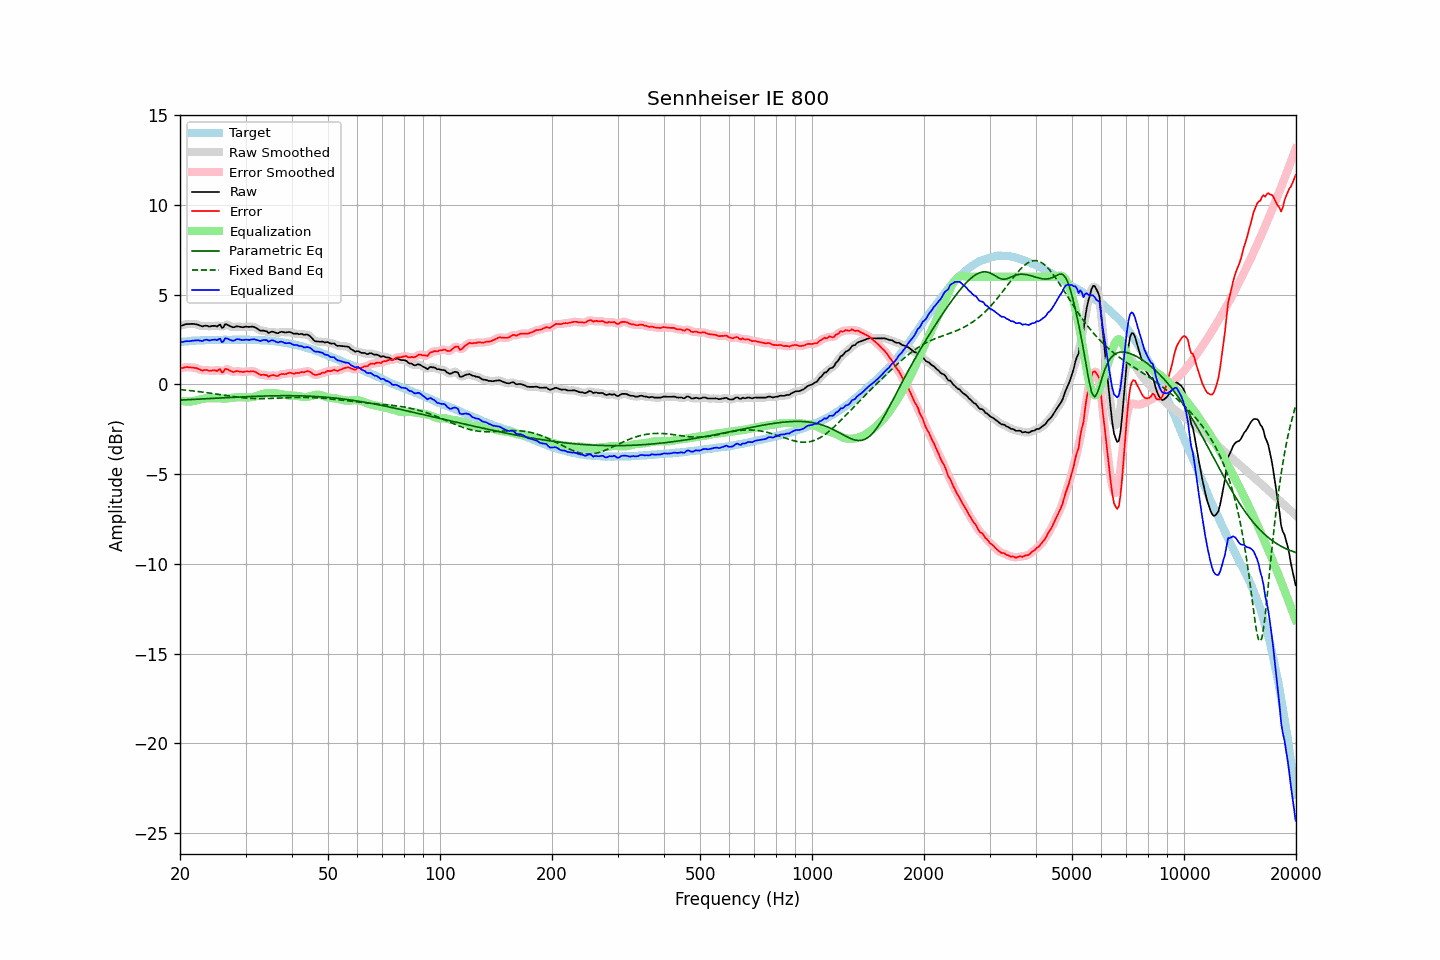 Sennheiser IE 800
15
10
5
0
−5
−10
−15
−20
−25
Amplitude (dBr)
Target
Raw Smoothed
Error Smoothed
Raw
Error
Equalization
Parametric Eq
Fixed Band Eq
Equalized
20 50 100 200 500 1000 2000 5000 10000 20000
Frequency (Hz)